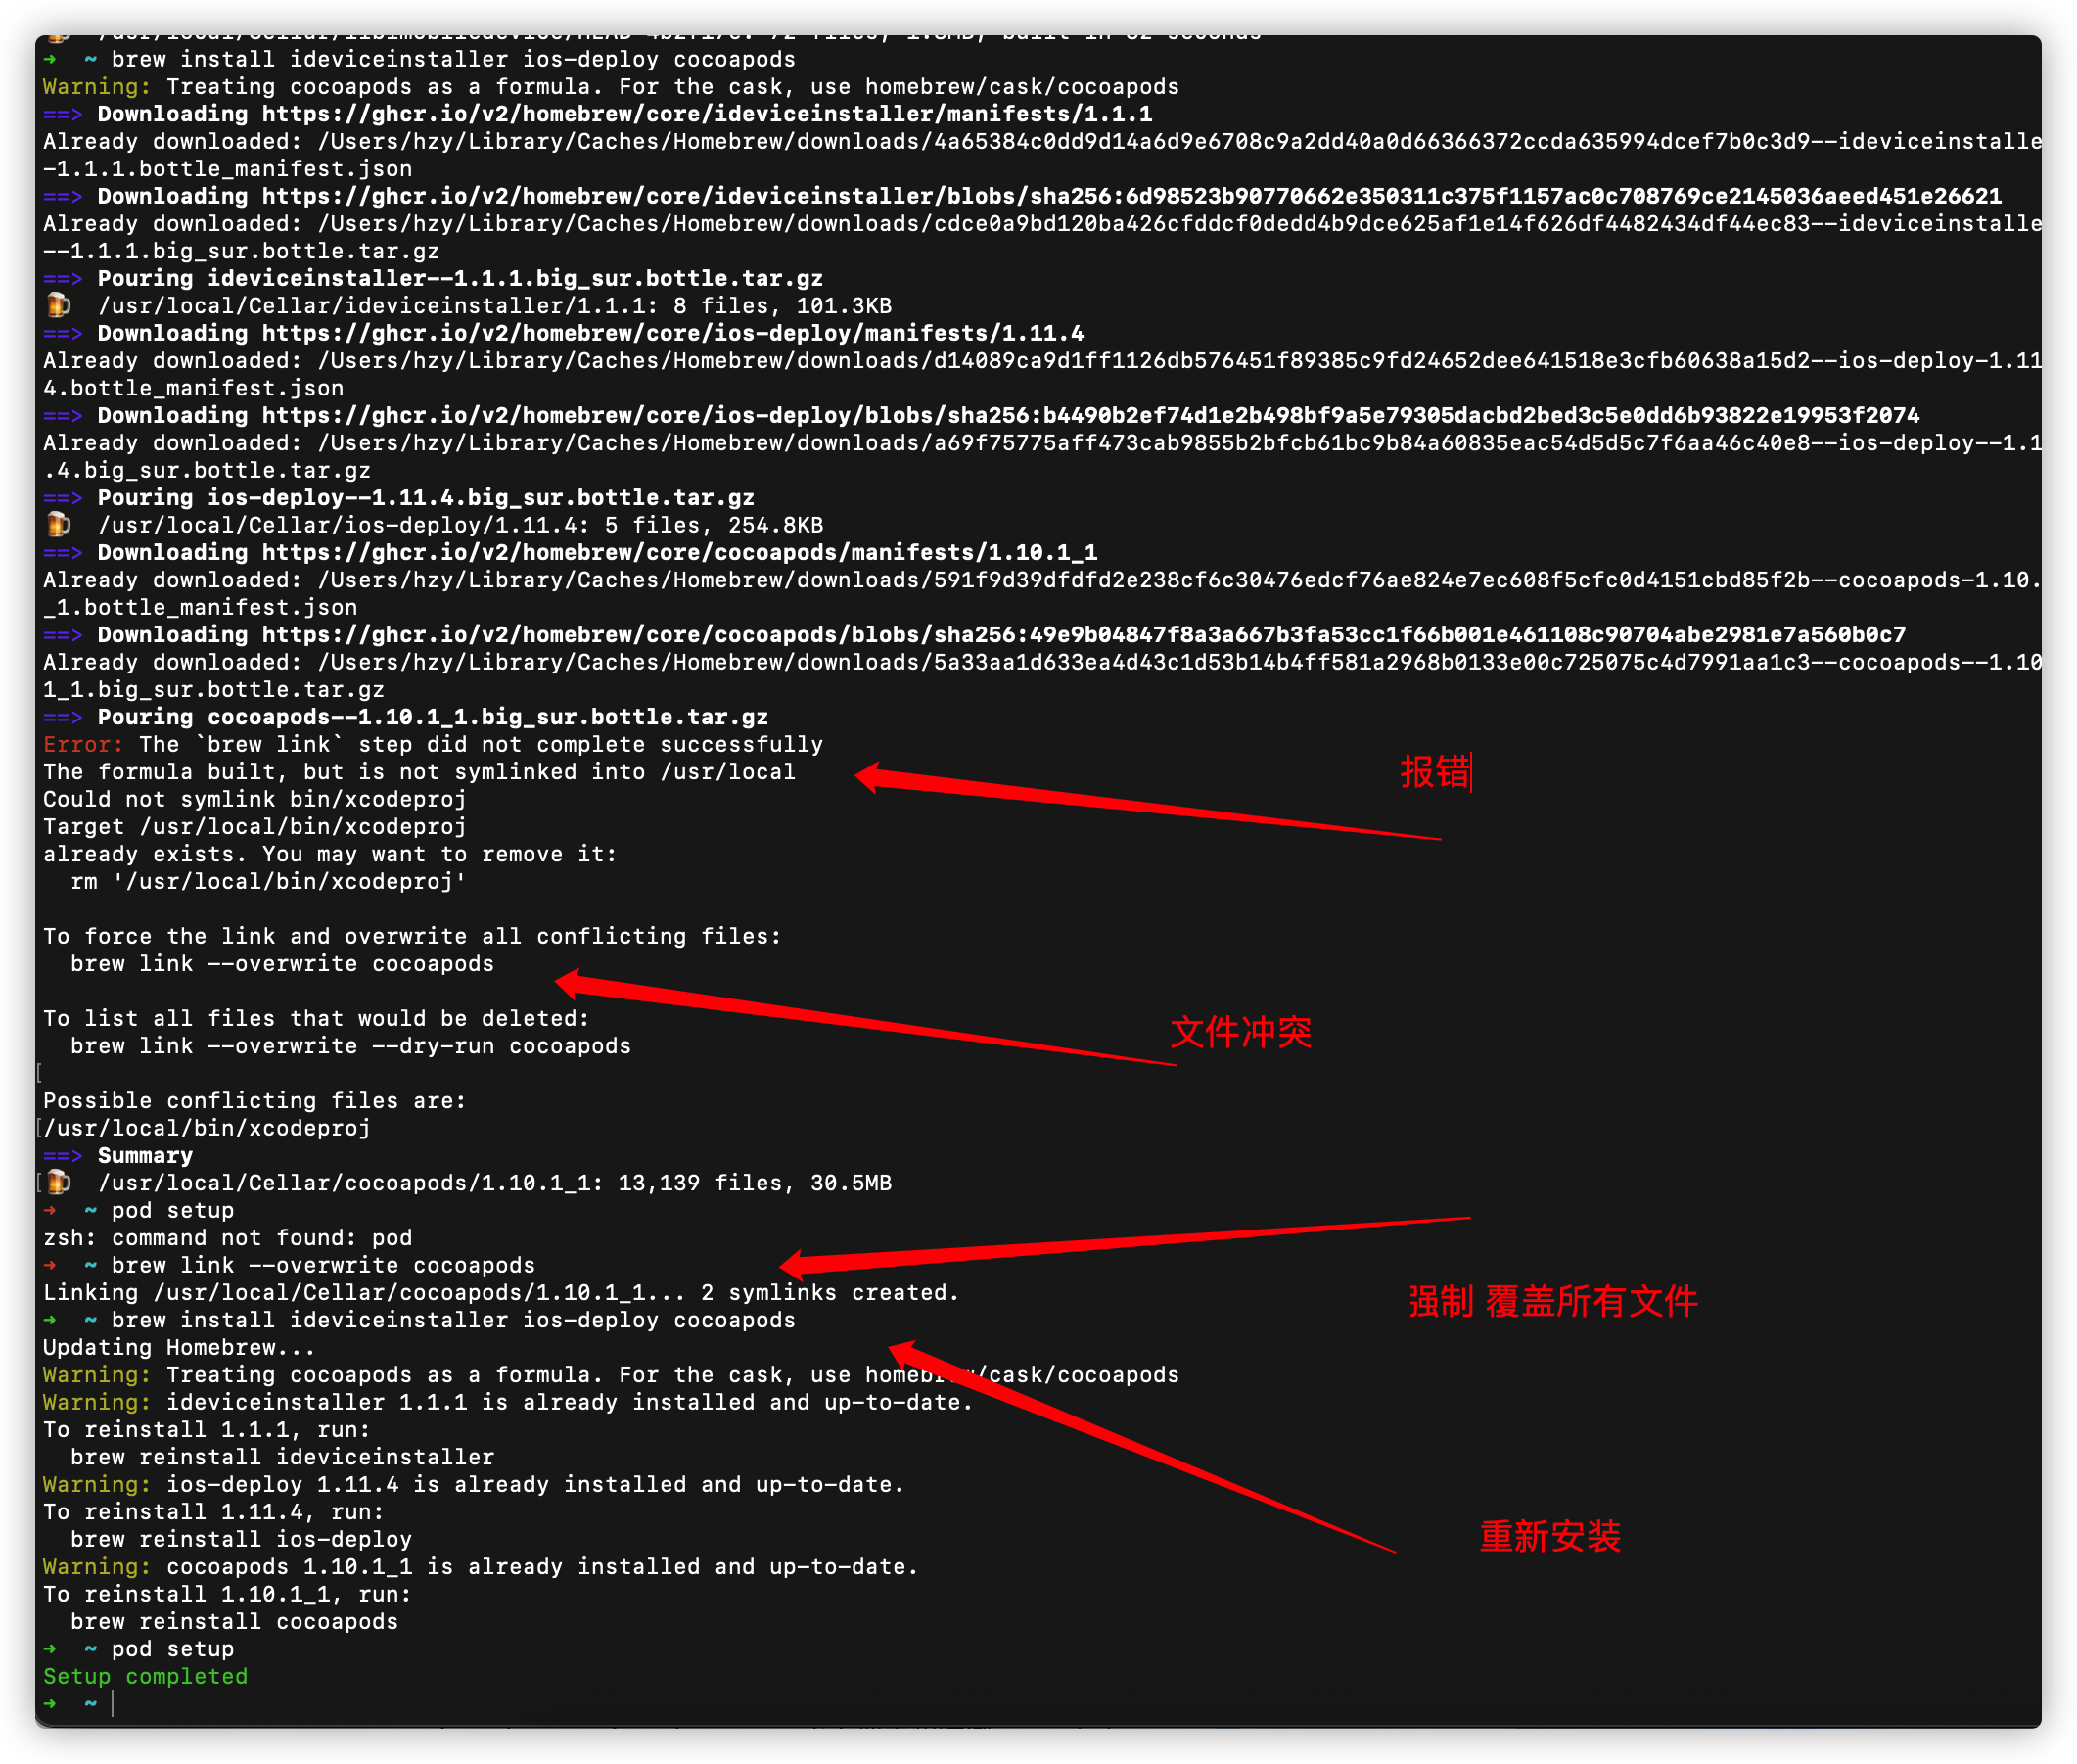 ➜  ~ brew install ideviceinstaller ios-deploy cocoapods
Warning: Treating cocoapods as a formula. For the cask, use homebrew/cask/cocoapods
==> Downloading https://ghcr.io/v2/homebrew/core/ideviceinstaller/manifests/1.1.1
Already downloaded: /Users/hzy/Library/Caches/Homebrew/downloads/4a65384c0dd9d14a6d9e6708c9a2dd40a0d66366372ccda635994dcef7b0c3d9--ideviceinstalle
-1.1.1.bottle_manifest.json
==> Downloading https://ghcr.io/v2/homebrew/core/ideviceinstaller/blobs/sha256:6d98523b90770662e350311c375f1157ac0c708769ce2145036aeed451e26621
Already downloaded: /Users/hzy/Library/Caches/Homebrew/downloads/cdce0a9bd120ba426cfddcf0dedd4b9dce625af1e14f626df4482434df44ec83--ideviceinstalle
--1.1.1.big_sur.bottle.tar.gz
==> Pouring ideviceinstaller--1.1.1.big_sur.bottle.tar.gz
🍺  /usr/local/Cellar/ideviceinstaller/1.1.1: 8 files, 101.3KB
==> Downloading https://ghcr.io/v2/homebrew/core/ios-deploy/manifests/1.11.4
Already downloaded: /Users/hzy/Library/Caches/Homebrew/downloads/d14089ca9d1ff1126db576451f89385c9fd24652dee641518e3cfb60638a15d2--ios-deploy-1.11
4.bottle_manifest.json
==> Downloading https://ghcr.io/v2/homebrew/core/ios-deploy/blobs/sha256:b4490b2ef74d1e2b498bf9a5e79305dacbd2bed3c5e0dd6b93822e19953f2074
Already downloaded: /Users/hzy/Library/Caches/Homebrew/downloads/a69f75775aff473cab9855b2bfcb61bc9b84a60835eac54d5d5c7f6aa46c40e8--ios-deploy--1.1
.4.big_sur.bottle.tar.gz
==> Pouring ios-deploy--1.11.4.big_sur.bottle.tar.gz
🍺  /usr/local/Cellar/ios-deploy/1.11.4: 5 files, 254.8KB
==> Downloading https://ghcr.io/v2/homebrew/core/cocoapods/manifests/1.10.1_1
Already downloaded: /Users/hzy/Library/Caches/Homebrew/downloads/591f9d39dfdfd2e238cf6c30476edcf76ae824e7ec608f5cfc0d4151cbd85f2b--cocoapods-1.10.
_1.bottle_manifest.json
==> Downloading https://ghcr.io/v2/homebrew/core/cocoapods/blobs/sha256:49e9b04847f8a3a667b3fa53cc1f66b001e461108c90704abe2981e7a560b0c7
Already downloaded: /Users/hzy/Library/Caches/Homebrew/downloads/5a33aa1d633ea4d43c1d53b14b4ff581a2968b0133e00c725075c4d7991aa1c3--cocoapods--1.10
1_1.big_sur.bottle.tar.gz
==> Pouring cocoapods--1.10.1_1.big_sur.bottle.tar.gz
Error: The `brew link` step did not complete successfully
The formula built, but is not symlinked into /usr/local
报错
Could not symlink bin/xcodeproj
Target /usr/local/bin/xcodeproj
already exists. You may want to remove it:
  rm '/usr/local/bin/xcodeproj'
To force the link and overwrite all conflicting files:
  brew link --overwrite cocoapods
To list all files that would be deleted:
文件冲突
  brew link --overwrite --dry-run cocoapods
Possible conflicting files are:
/usr/local/bin/xcodeproj
==> Summary
🍺  /usr/local/Cellar/cocoapods/1.10.1_1: 13,139 files, 30.5MB
➜  ~ pod setup
zsh: command not found: pod
➜  ~ brew link --overwrite cocoapods
Linking /usr/local/Cellar/cocoapods/1.10.1_1... 2 symlinks created.
强制 覆盖所有文件
➜  ~ brew install ideviceinstaller ios-deploy cocoapods
Updating Homebrew...
Warning: Treating cocoapods as a formula. For the cask, use homebrew/cask/cocoapods
Warning: ideviceinstaller 1.1.1 is already installed and up-to-date.
To reinstall 1.1.1, run:
  brew reinstall ideviceinstaller
Warning: ios-deploy 1.11.4 is already installed and up-to-date.
To reinstall 1.11.4, run:
  brew reinstall ios-deploy
重新安装
Warning: cocoapods 1.10.1_1 is already installed and up-to-date.
To reinstall 1.10.1_1, run:
  brew reinstall cocoapods
➜  ~ pod setup
Setup completed
➜  ~